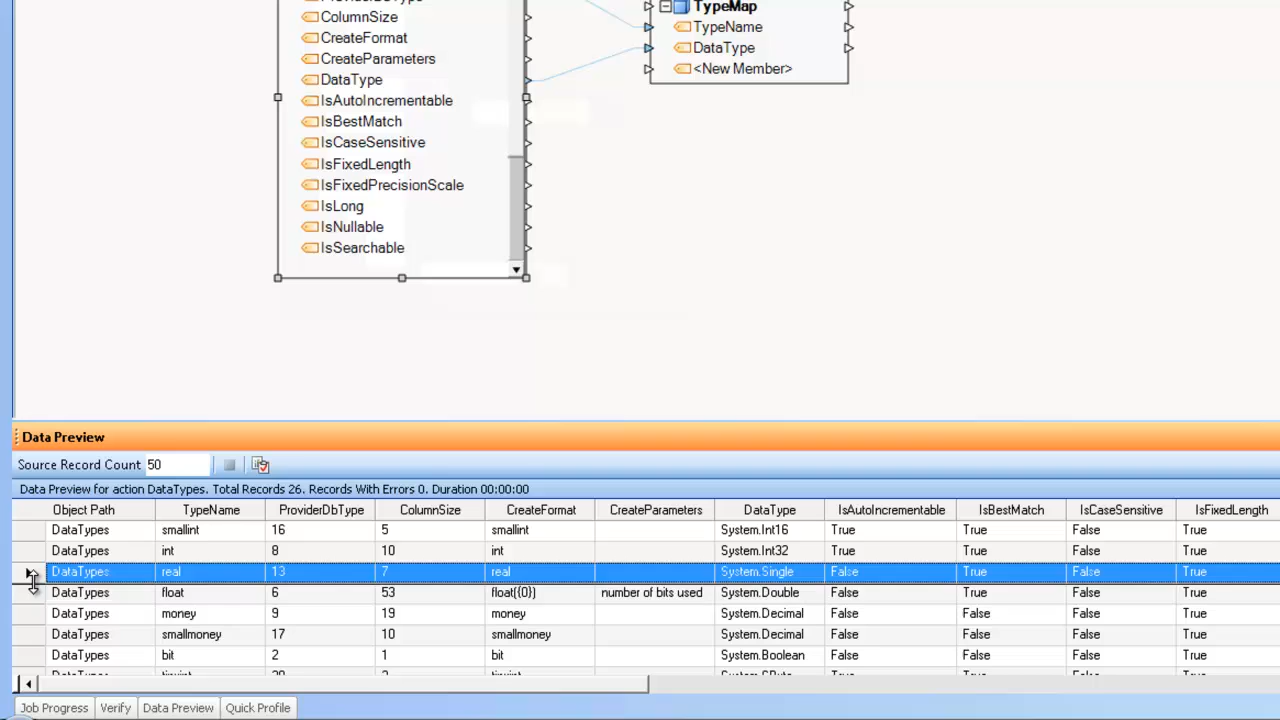 ColumnSize
CreateFormat
CreateParameters
DataType
IsAutoIncrementable
IsBestMatch
IsCaseSensitive
IsFixedLength
IsFixedPrecisionScale
IsLong
IsNullable
IsSearchable
TypeMap
TypeName
DataType
<New Member>
Data Preview
Source Record Count 50
Data Preview for action DataTypes. Total Records 26. Records With Errors 0. Duration 00:00:00
Object Path TypeName ProviderDbType ColumnSize CreateFormat CreateParameters DataType IsAutoIncrementable IsBestMatch IsCaseSensitive IsFixedLength
DataTypes smallint 16 5 smallint System.Int16 True True False True
DataTypes int 8 10 int System.Int32 True True False True
DataTypes real 13 7 real System.Single False True False True
DataTypes float 6 53 float({0}) number of bits used System.Double False True False True
DataTypes money 9 19 money System.Decimal False False False True
DataTypes smallmoney 17 10 smallmoney System.Decimal False False False True
DataTypes bit 2 1 bit System.Boolean False False False True
Job Progress Verify Data Preview Quick Profile